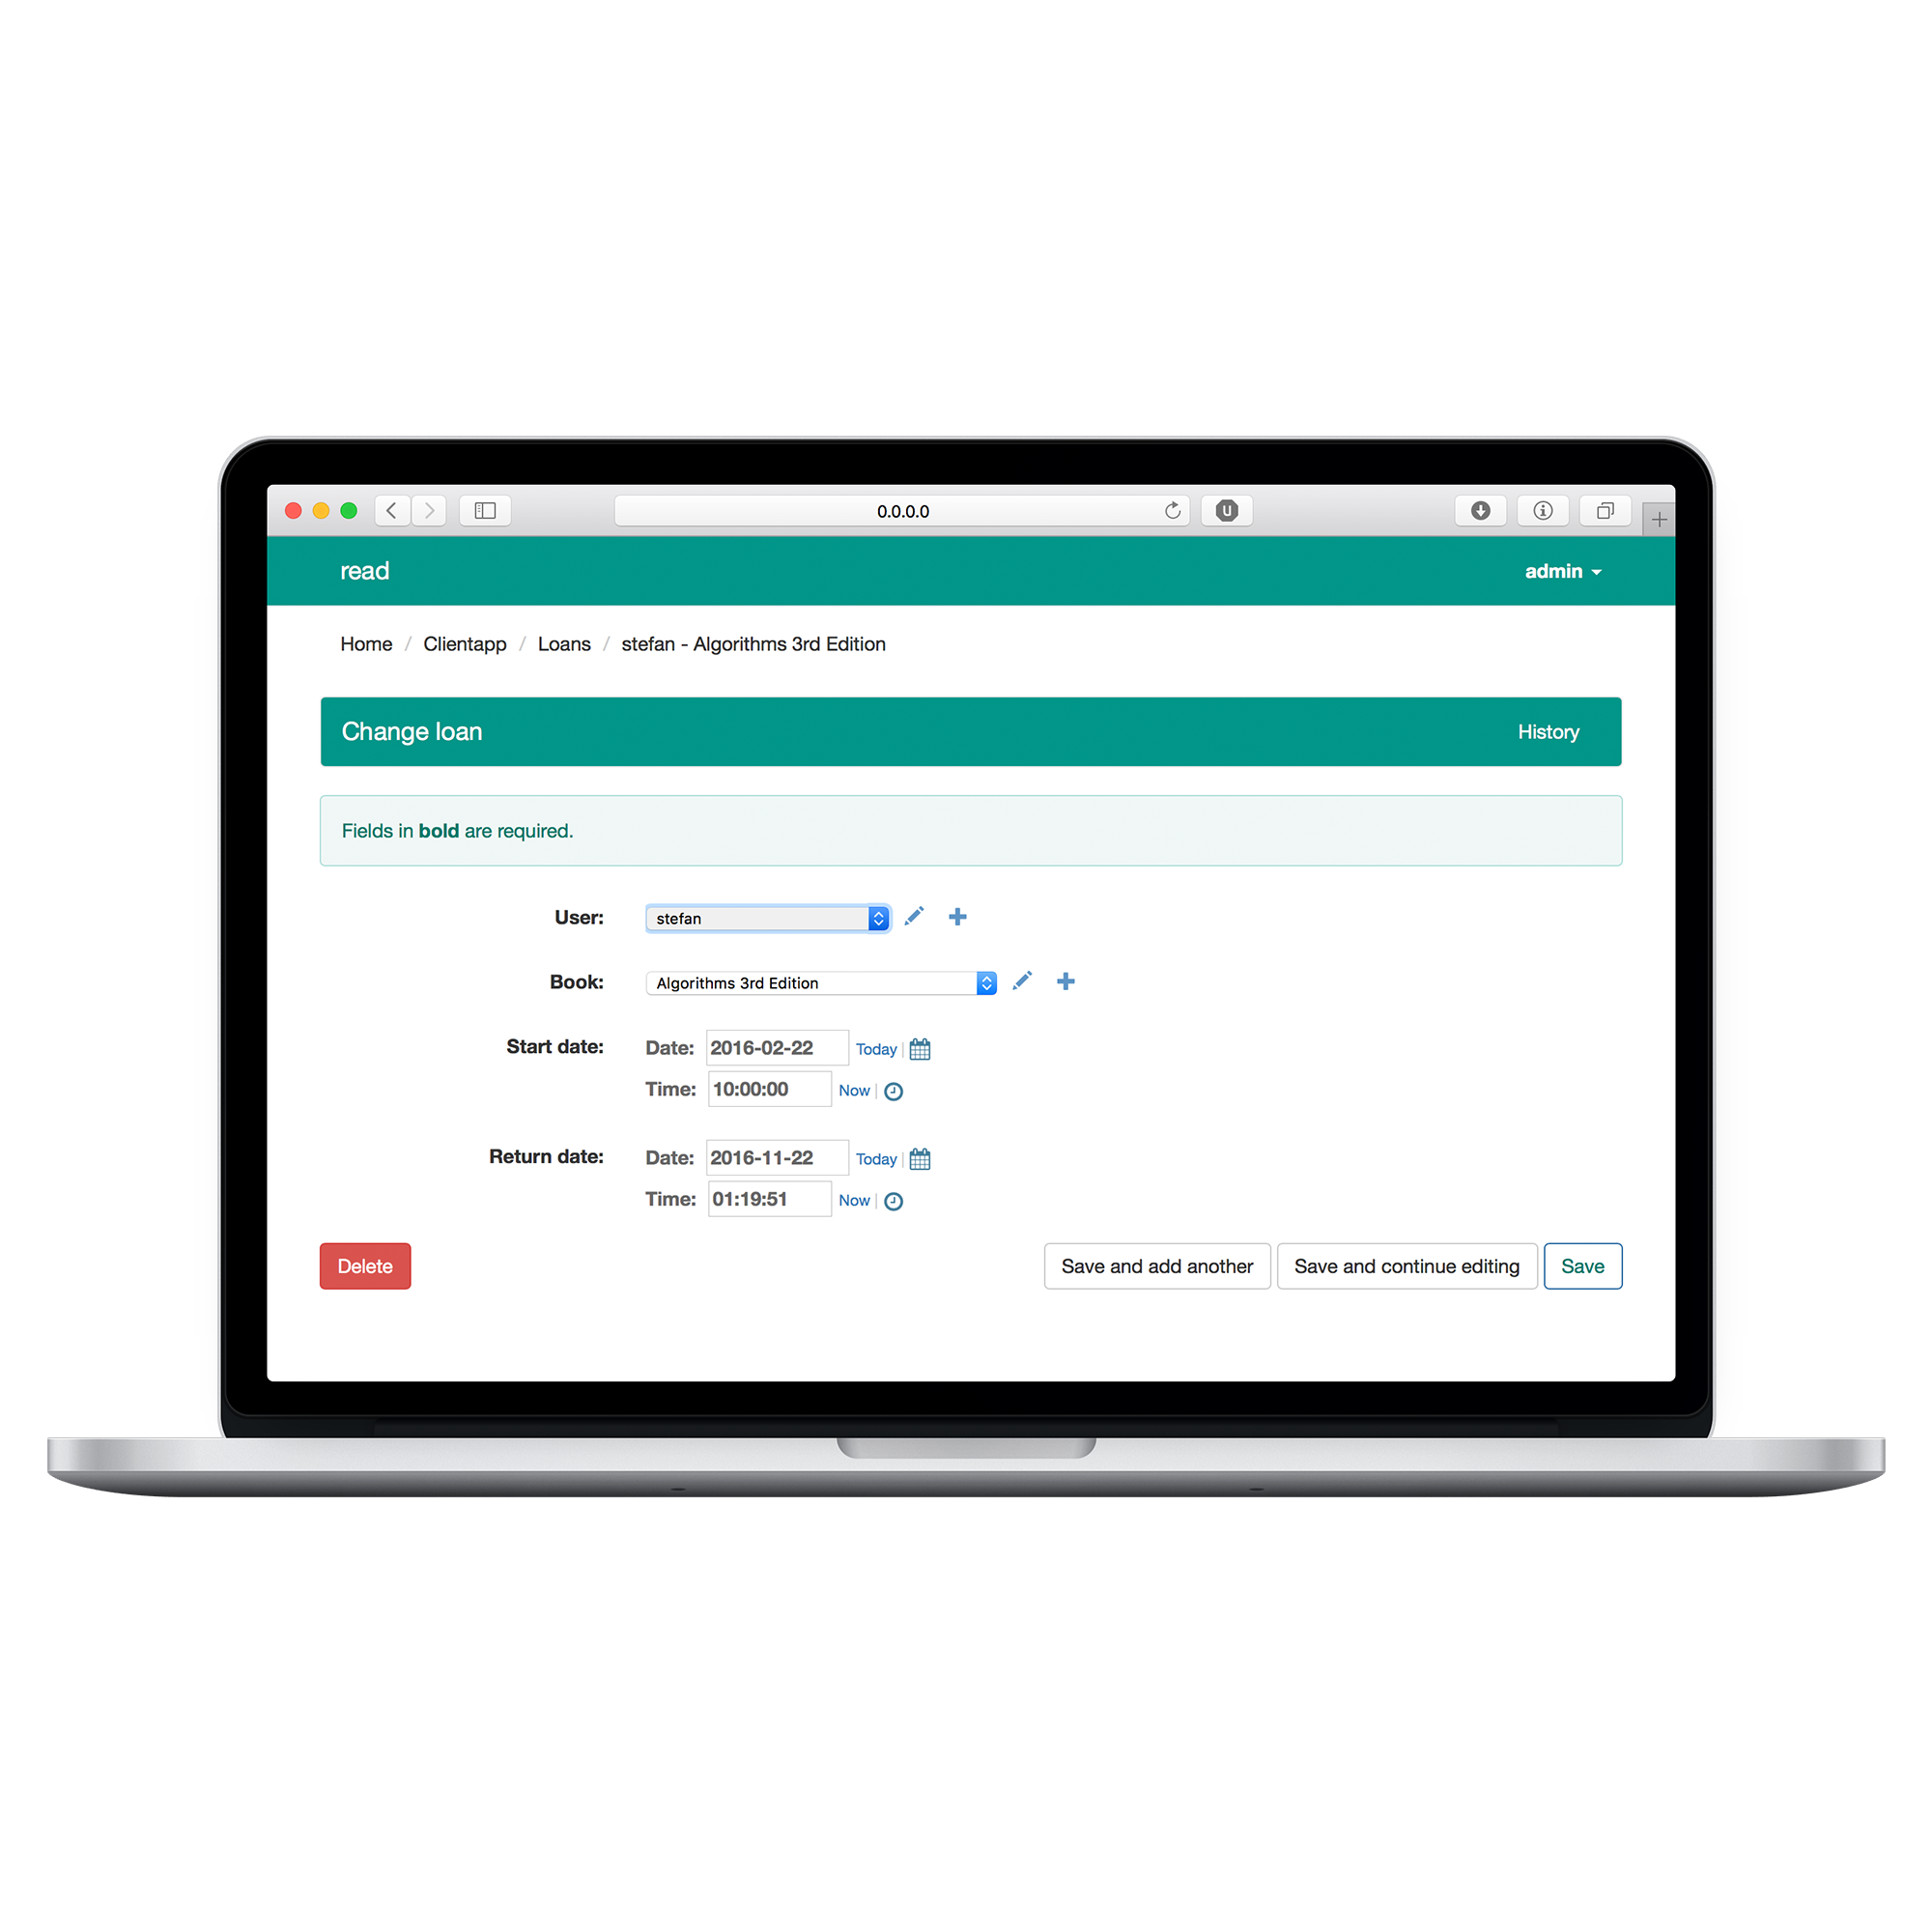 0.0.0.0
U
read admin
Home / Clientapp / Loans / stefan - Algorithms 3rd Edition
Change loan History
Fields in bold are required.
User: stefan
Book: Algorithms 3rd Edition
Start date: Date: 2016-02-22 Today |
Time: 10:00:00 Now |
Return date: Date: 2016-11-22 Today |
Time: 01:19:51 Now |
Delete Save and add another Save and continue editing Save